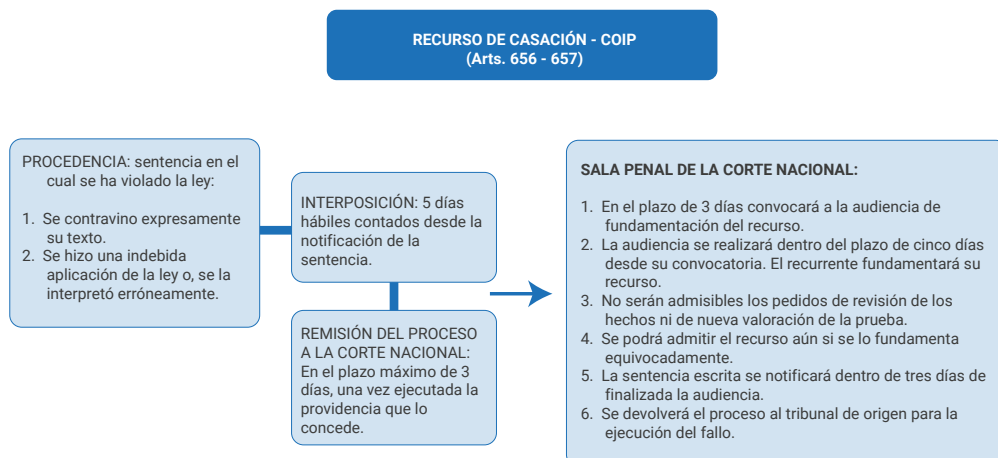 RECURSO DE CASACIÓN - COIP
(Arts. 656 - 657)
PROCEDENCIA: sentencia en el
cual se ha violado la ley:
1. Se contravino expresamente
su texto.
2. Se hizo una indebida
aplicación de la ley o, se la
interpretó erróneamente.
INTERPOSICIÓN: 5 días
hábiles contados desde la
notificación de la
sentencia.
REMISIÓN DEL PROCESO
A LA CORTE NACIONAL:
En el plazo máximo de 3
días, una vez ejecutada la
providencia que lo
concede.
SALA PENAL DE LA CORTE NACIONAL:
1. En el plazo de 3 días convocará a la audiencia de
fundamentación del recurso.
2. La audiencia se realizará dentro del plazo de cinco días
desde su convocatoria. El recurrente fundamentará su
recurso.
3. No serán admisibles los pedidos de revisión de los
hechos ni de nueva valoración de la prueba.
4. Se podrá admitir el recurso aún si se lo fundamenta
equivocadamente.
5. La sentencia escrita se notificará dentro de tres días de
finalizada la audiencia.
6. Se devolverá el proceso al tribunal de origen para la
ejecución del fallo.